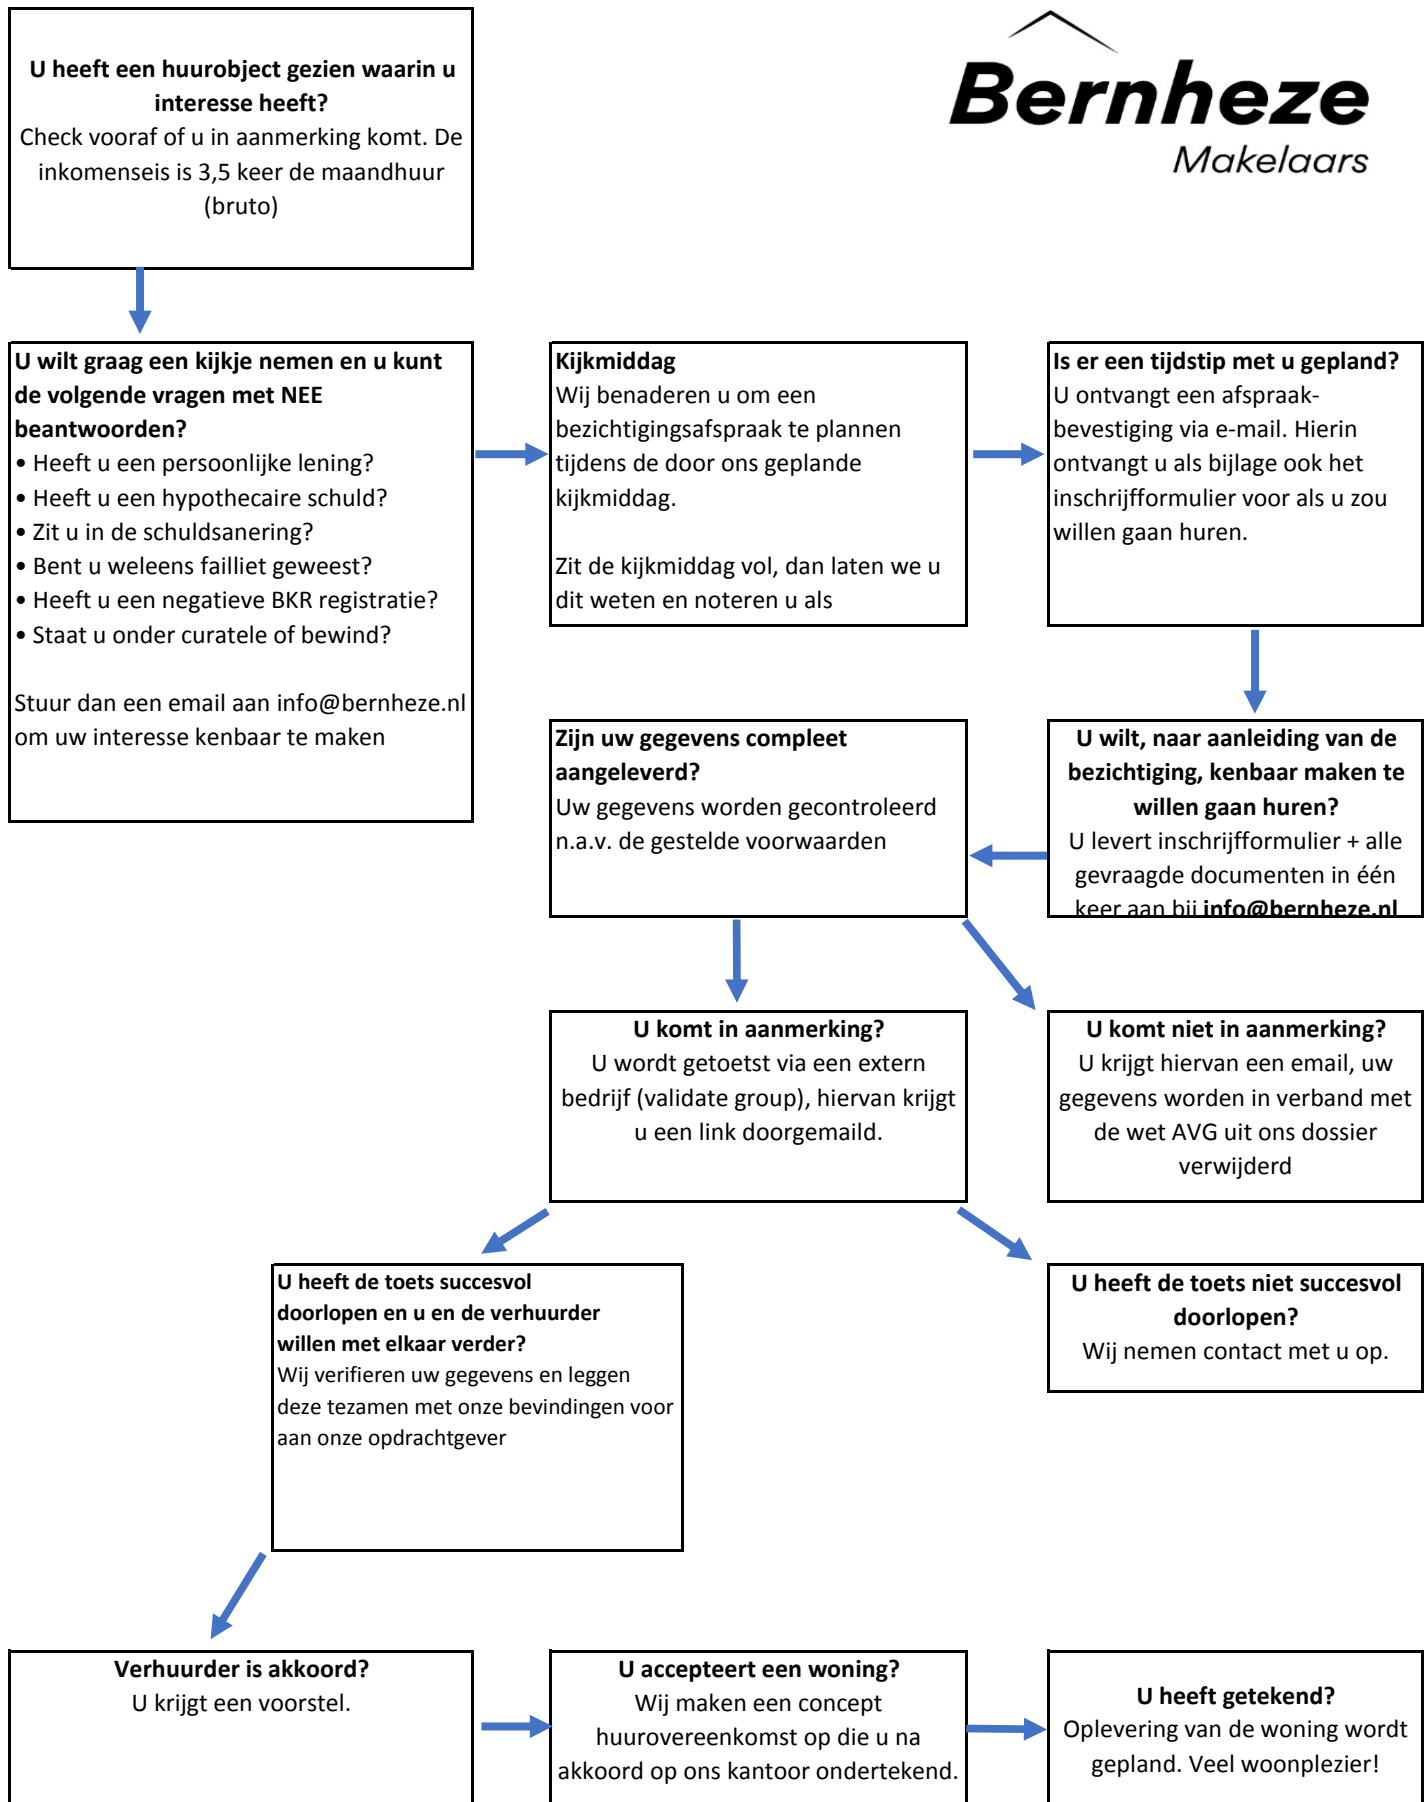 U heeft een huurobject gezien waarin u
interesse heeft?
Check vooraf of u in aanmerking komt. De
inkomenseis is 3,5 keer de maandhuur
(bruto)
Bernheze
Makelaars
U wilt graag een kijkje nemen en u kunt
de volgende vragen met NEE
beantwoorden?
• Heeft u een persoonlijke lening?
• Heeft u een hypothecaire schuld?
• Zit u in de schuldsanering?
• Bent u weleens failliet geweest?
• Heeft u een negatieve BKR registratie?
• Staat u onder curatele of bewind?
Stuur dan een email aan info@bernheze.nl
om uw interesse kenbaar te maken
Kijkmiddag
Wij benaderen u om een
bezichtigingsafspraak te plannen
tijdens de door ons geplande
kijkmiddag.
Zit de kijkmiddag vol, dan laten we u
dit weten en noteren u als
Is er een tijdstip met u gepland?
U ontvangt een afspraak-
bevestiging via e-mail. Hierin
ontvangt u als bijlage ook het
inschrijfformulier voor als u zou
willen gaan huren.
U wilt, naar aanleiding van de
bezichtiging, kenbaar maken te
willen gaan huren?
U levert inschrijfformulier + alle
gevraagde documenten in één
keer aan bij info@bernheze.nl
Zijn uw gegevens compleet
aangeleverd?
Uw gegevens worden gecontroleerd
n.a.v. de gestelde voorwaarden
U komt in aanmerking?
U wordt getoetst via een extern
bedrijf (validate group), hiervan krijgt
u een link doorgemaild.
U komt niet in aanmerking?
U krijgt hiervan een email, uw
gegevens worden in verband met
de wet AVG uit ons dossier
verwijderd
U heeft de toets succesvol
doorlopen en u en de verhuurder
willen met elkaar verder?
Wij verifieren uw gegevens en leggen
deze tezamen met onze bevindingen voor
aan onze opdrachtgever
U heeft de toets niet succesvol
doorlopen?
Wij nemen contact met u op.
Verhuurder is akkoord?
U krijgt een voorstel.
U accepteert een woning?
Wij maken een concept
huurovereenkomst op die u na
akkoord op ons kantoor ondertekend.
U heeft getekend?
Oplevering van de woning wordt
gepland. Veel woonplezier!